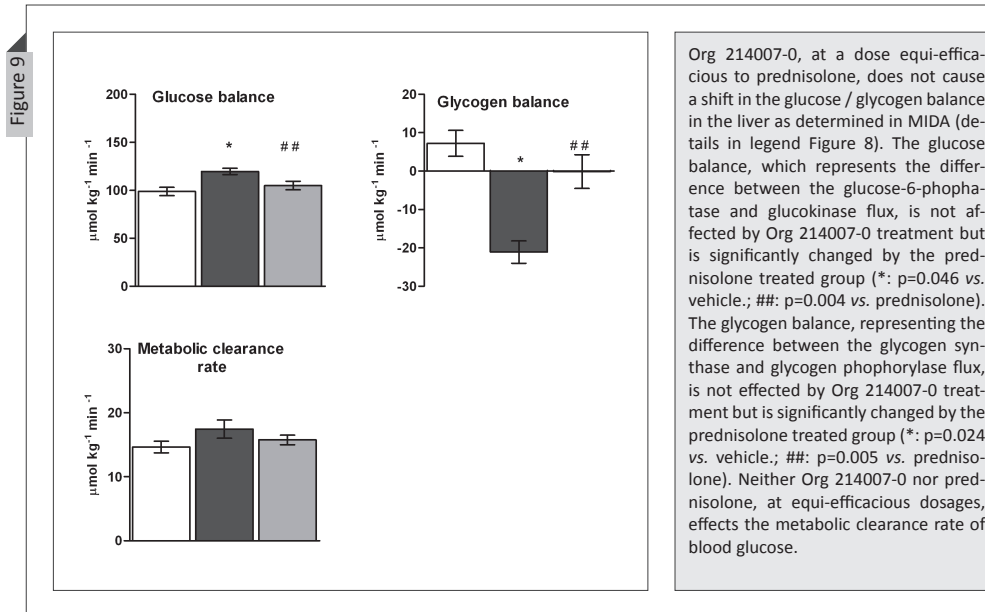 Figure 9
Glucose balance
200
150
100
50
0
µmol kg-1 min -1
*
##
Glycogen balance
20
10
0
-10
-20
-30
µmol kg-1 min -1
*
##
Metabolic clearance
rate
30
20
10
0
µmol kg-1 min -1
Org 214007-0, at a dose equi-effica-
cious to prednisolone, does not cause
a shift in the glucose / glycogen balance
in the liver as determined in MIDA (de-
tails in legend Figure 8). The glucose
balance, which represents the differ-
ence between the glucose-6-phopha-
tase and glucokinase flux, is not af-
fected by Org 214007-0 treatment but
is significantly changed by the pred-
nisolone treated group (*: p=0.046 vs.
vehicle.; ##: p=0.004 vs. prednisolone).
The glycogen balance, representing the
difference between the glycogen syn-
thase and glycogen phophorylase flux,
is not effected by Org 214007-0 treat-
ment but is significantly changed by the
prednisolone treated group (*: p=0.024
vs. vehicle.; ##: p=0.005 vs. predniso-
lone). Neither Org 214007-0 nor pred-
nisolone, at equi-efficacious dosages,
effects the metabolic clearance rate of
blood glucose.